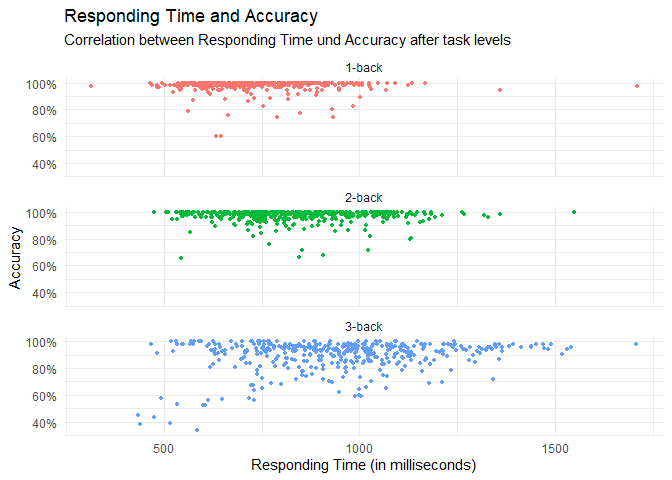 Responding Time and Accuracy
Correlation between Responding Time und Accuracy after task levels
1-back
100%
80%
60%
40%
2-back
100%
80%
60%
40%
3-back
100%
80%
60%
40%
Accuracy
500
1000
1500
Responding Time (in milliseconds)